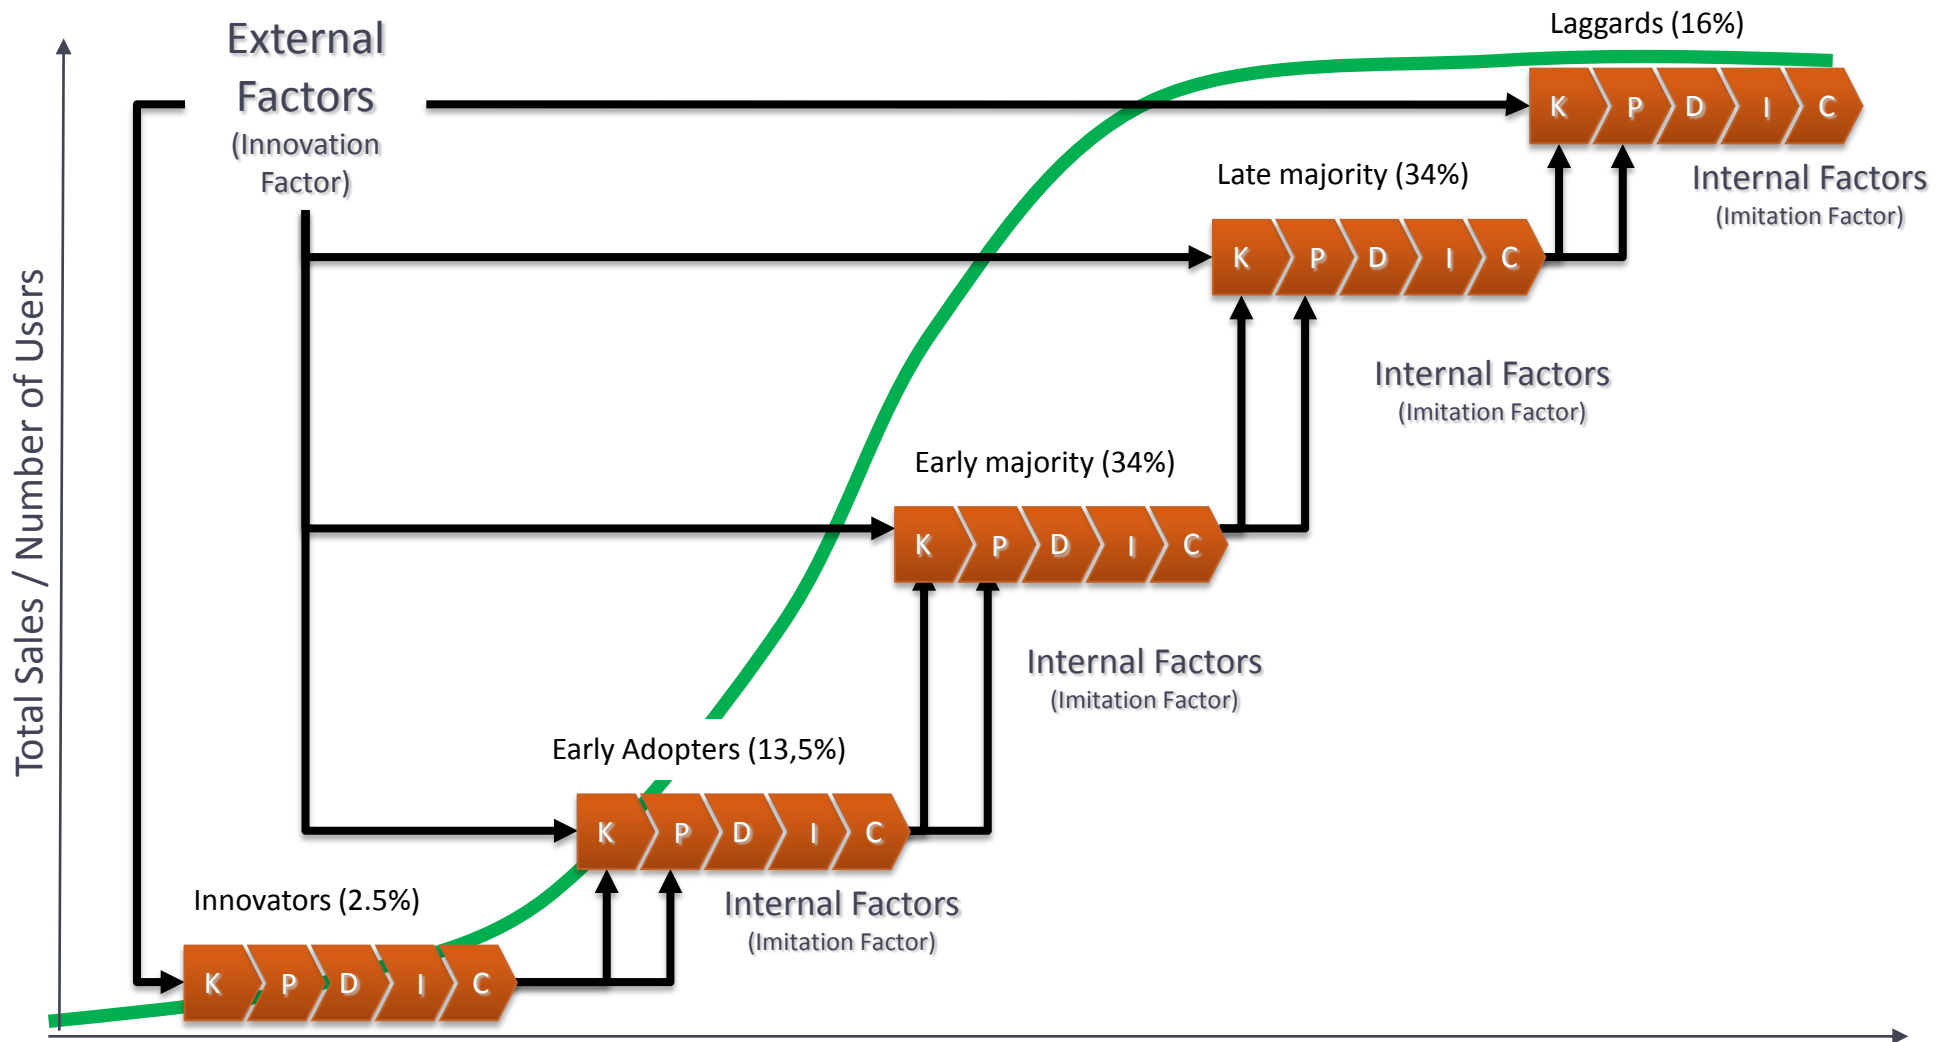 External
Factors
(Innovation
Factor)
Laggards (16%)
K P D I C
Internal Factors
(Imitation Factor)
Late majority (34%)
K P D I C
Internal Factors
(Imitation Factor)
Early majority (34%)
K P D I C
Internal Factors
(Imitation Factor)
Early Adopters (13,5%)
K P D I C
Internal Factors
(Imitation Factor)
Innovators (2.5%)
K P D I C
Total Sales / Number of Users